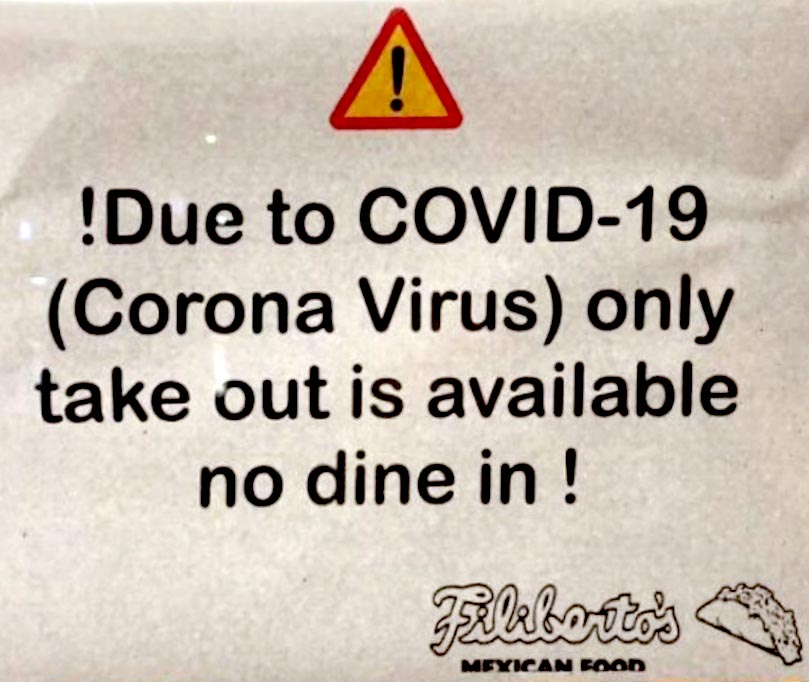 !Due to COVID-19
(Corona Virus) only
take out is available
no dine in !
Filiberto's
MEXICAN FOOD